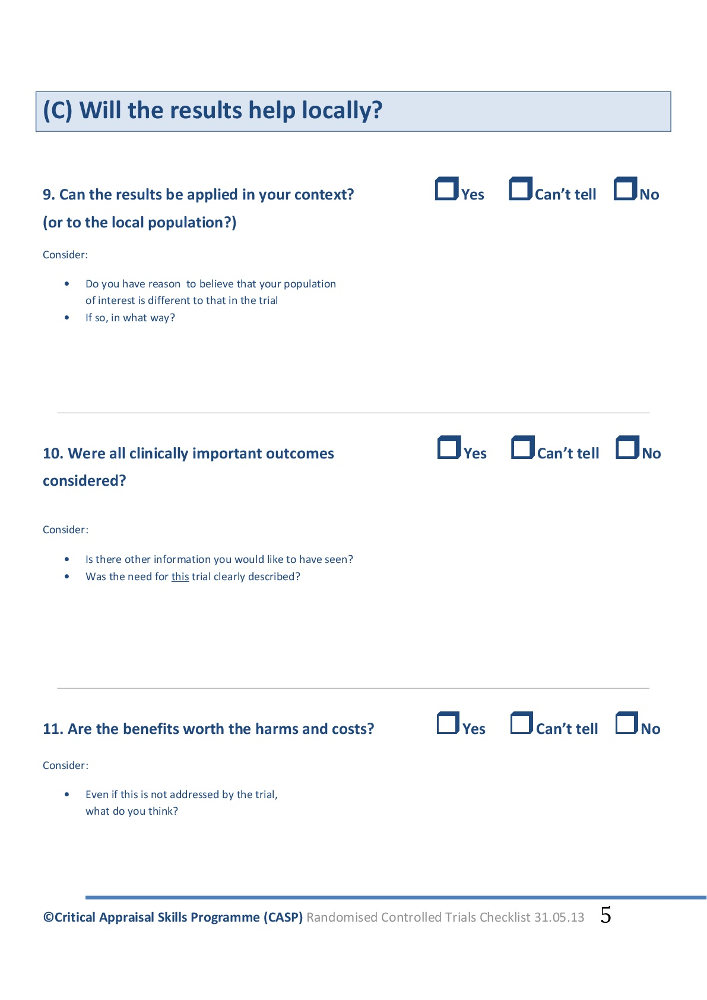 (C) Will the results help locally?
9. Can the results be applied in your context? Yes Can’t tell No
(or to the local population?)
Consider:
• Do you have reason  to believe that your population
of interest is different to that in the trial
• If so, in what way?
10. Were all clinically important outcomes Yes Can’t tell No
considered?
Consider:
• Is there other information you would like to have seen?
• Was the need for this trial clearly described?
11. Are the benefits worth the harms and costs? Yes Can’t tell No
Consider:
• Even if this is not addressed by the trial,
what do you think?
©Critical Appraisal Skills Programme (CASP) Randomised Controlled Trials Checklist 31.05.13 5